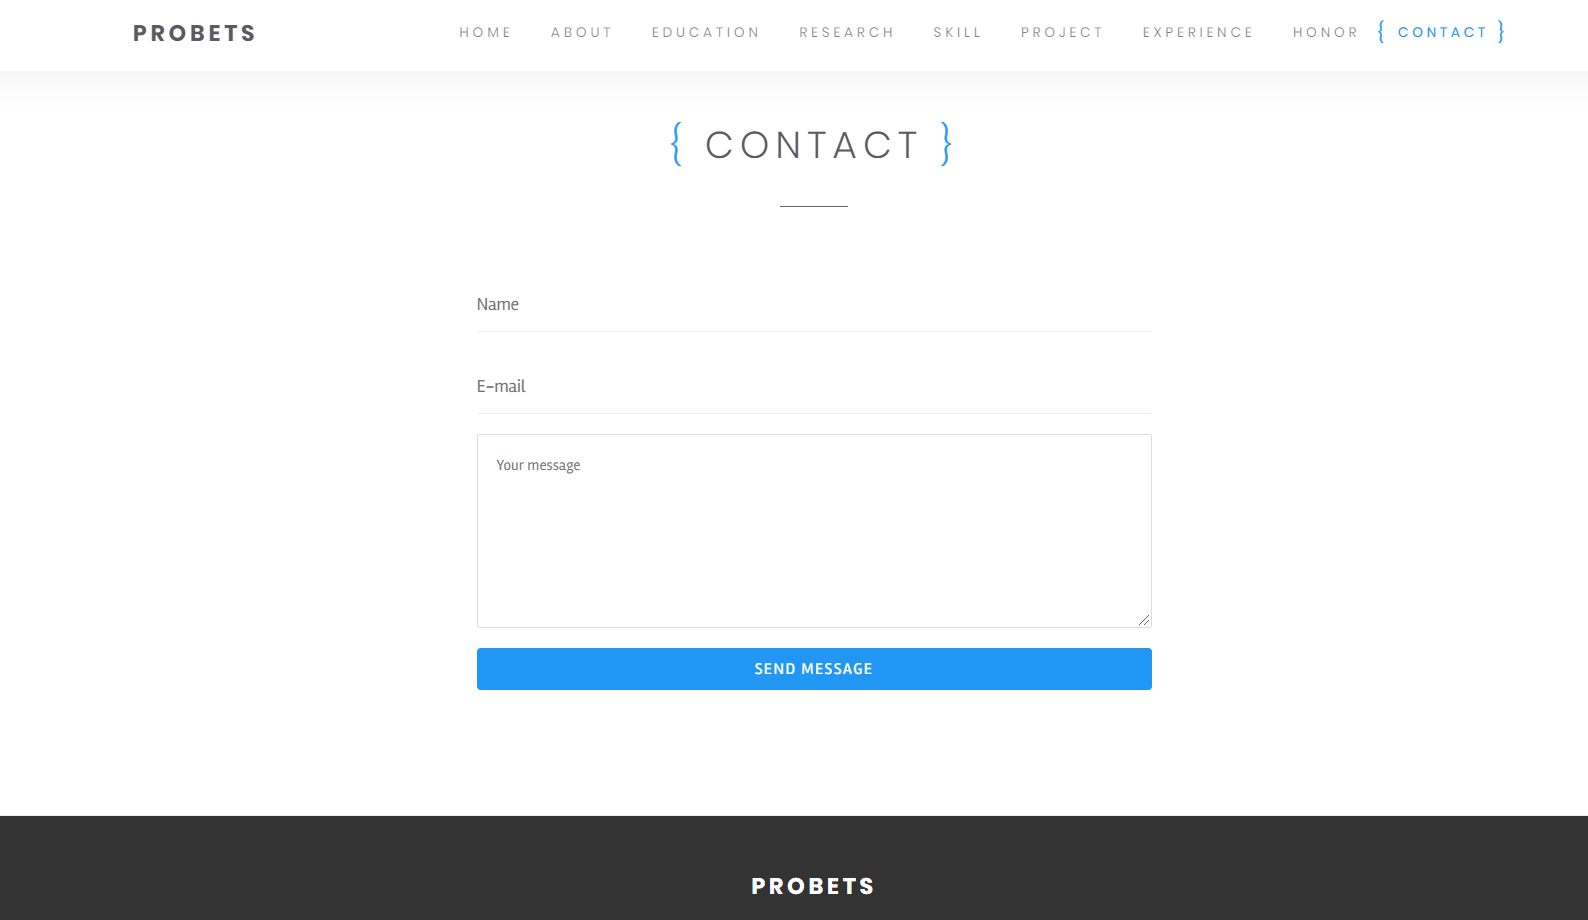 PROBETS
HOME ABOUT EDUCATION RESEARCH SKILL PROJECT EXPERIENCE HONOR { CONTACT }
{ CONTACT }
Name
E-mail
Your message
SEND MESSAGE
PROBETS